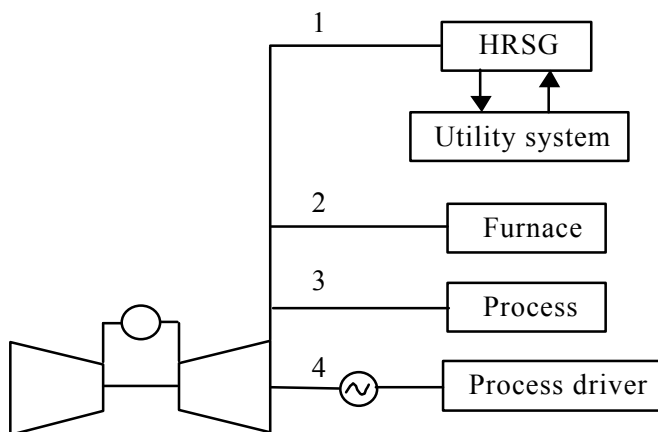 1
HRSG
Utility system
2
Furnace
3
Process
4
Process driver